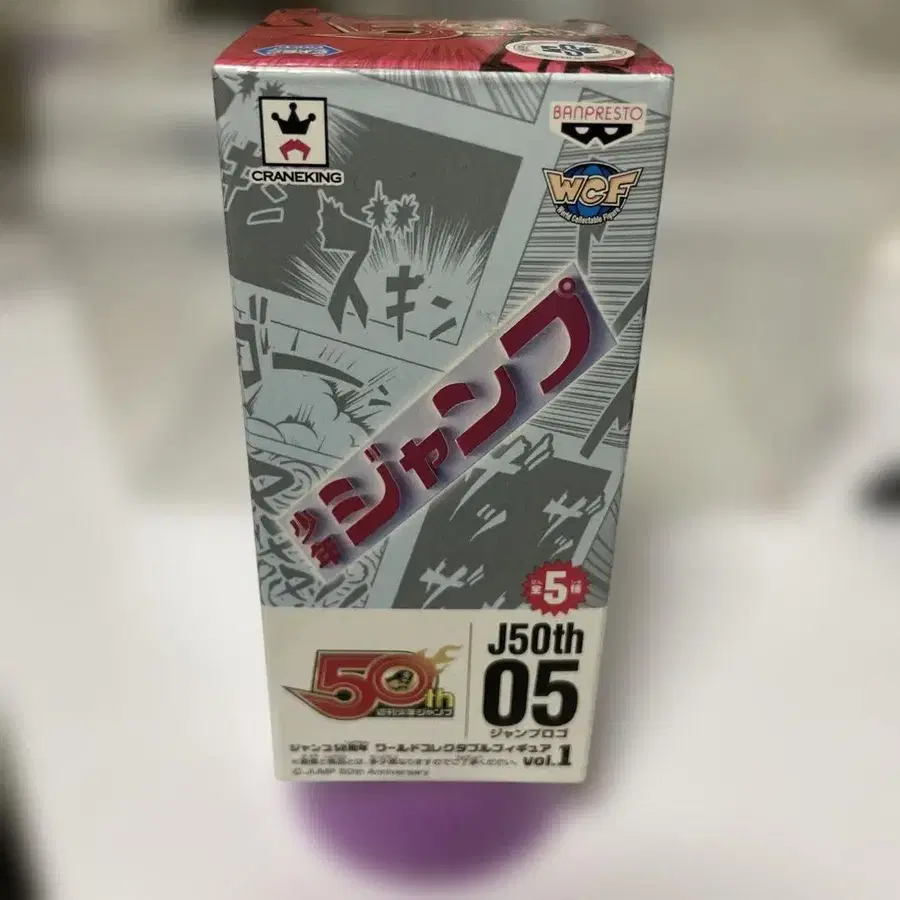 50
CRANEKING
BANPRESTO
WCF
World Collectable Figure
ズギン
少年ジャンプ
全5種
J50th
05
ジャンプロゴ
50th
週刊少年ジャンプ
ジャンプ50周年 ワールドコレクタブルフィギュア vol.1
© JUMP 50th Anniversary